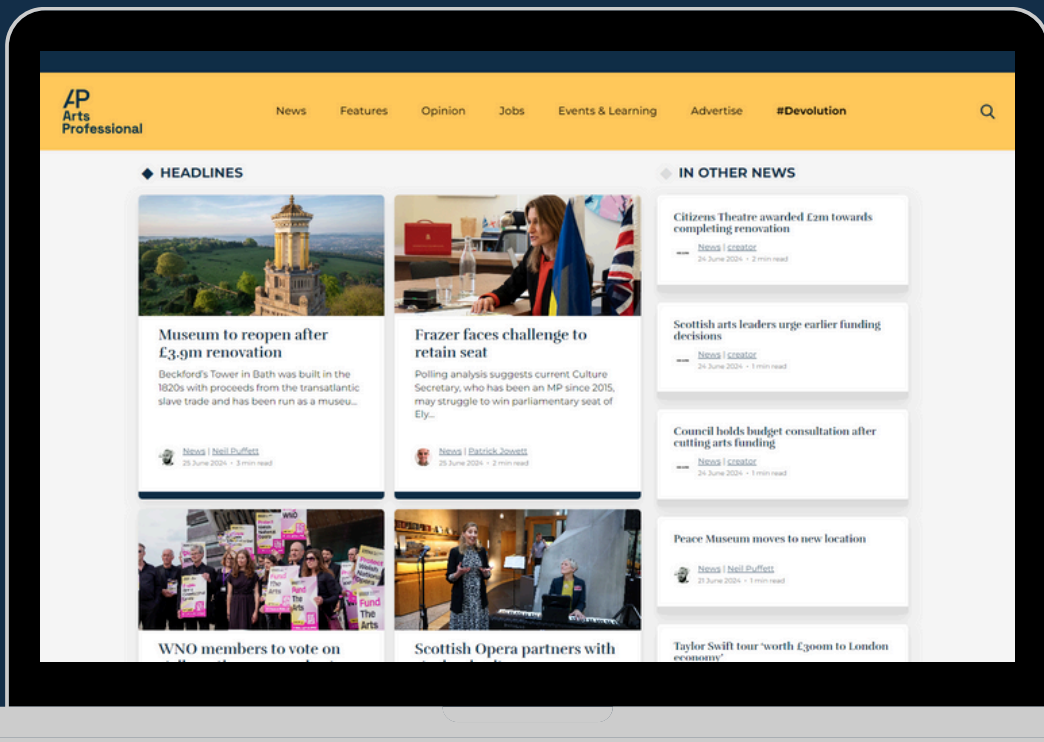 AP
Arts
Professional
News
Features
Opinion
Jobs
Events & Learning
Advertise
#Devolution
HEADLINES
Museum to reopen after
£3.9m renovation
Beckford's Tower in Bath was built in the
1820s with proceeds from the transatlantic
slave trade and has been run as a museu...
News | Neil Puffett
25 June 2024 • 3 min read
Frazer faces challenge to
retain seat
Polling analysis suggests current Culture
Secretary, who has been an MP since 2015,
may struggle to win parliamentary seat of
Ely...
News | Patrick Jowett
25 June 2024 • 2 min read
WNO
Protect
Welsh
National
Opera
Fund
The
Arts
Fund
The
Arts
WNO members to vote on
Scottish Opera partners with
IN OTHER NEWS
Citizens Theatre awarded £2m towards
completing renovation
News | creator
24 June 2024 • 2 min read
Scottish arts leaders urge earlier funding
decisions
News | creator
24 June 2024 • 1 min read
Council holds budget consultation after
cutting arts funding
News | creator
24 June 2024 • 1 min read
Peace Museum moves to new location
News | Neil Puffett
21 June 2024 • 1 min read
Taylor Swift tour ‘worth £300m to London
economy’